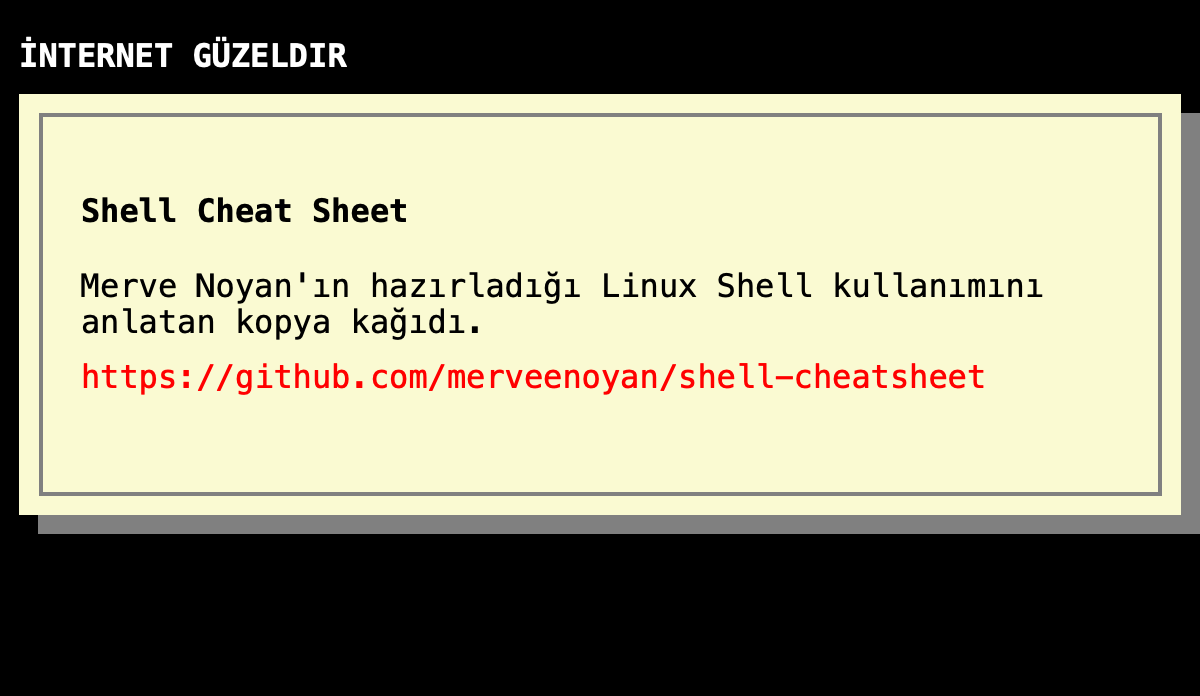 İNTERNET GÜZELDIR
Shell Cheat Sheet
Merve Noyan'ın hazırladığı Linux Shell kullanımını
anlatan kopya kağıdı.
https://github.com/merveenoyan/shell-cheatsheet